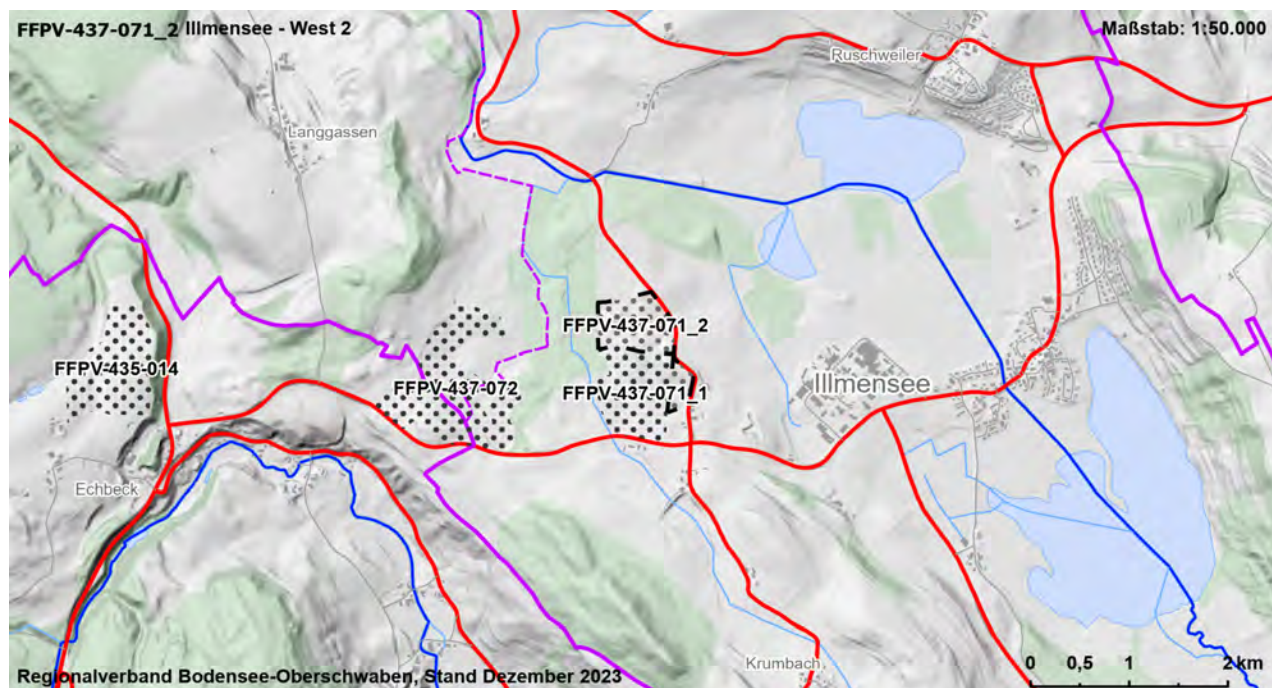 FFPV-437-071_2 Illmensee - West 2
Maßstab: 1:50.000
Ruschweiler
Langgassen
FFPV-437-071_2
FFPV-435-014
FFPV-437-072
FFPV-437-071_1
Illmensee
Echbeck
Krumbach
0 0,5 1 2 km
Regionalverband Bodensee-Oberschwaben, Stand Dezember 2023